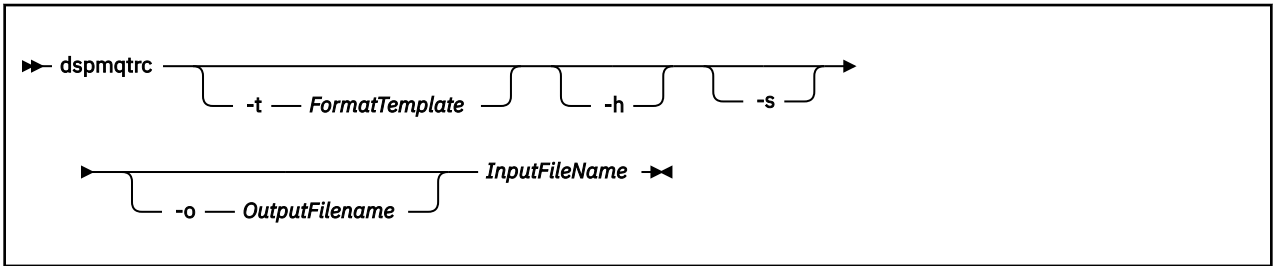 dspmqtrc
-t FormatTemplate -h -s
InputFileName
-o OutputFilename